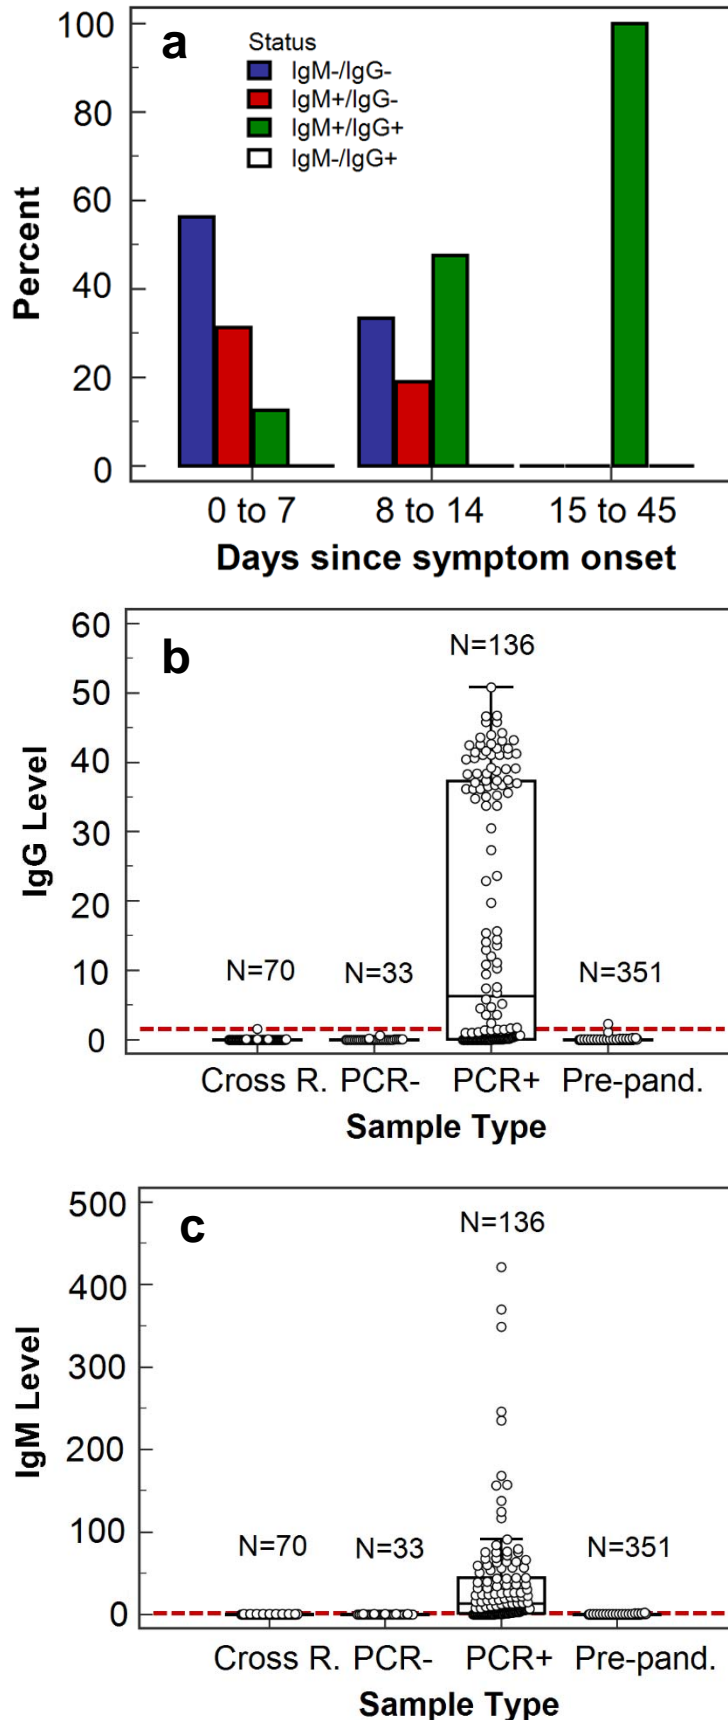 a
Status
IgM-/IgG-
IgM+/IgG-
IgM+/IgG+
IgM-/IgG+
100
80
60
40
20
0
Percent
0 to 7 8 to 14 15 to 45
Days since symptom onset
b
60
50
40
30
20
10
0
IgG Level
N=70 N=33 N=136 N=351
Cross R. PCR- PCR+ Pre-pand.
Sample Type
c
500
400
300
200
100
0
IgM Level
N=70 N=33 N=136 N=351
Cross R. PCR- PCR+ Pre-pand.
Sample Type